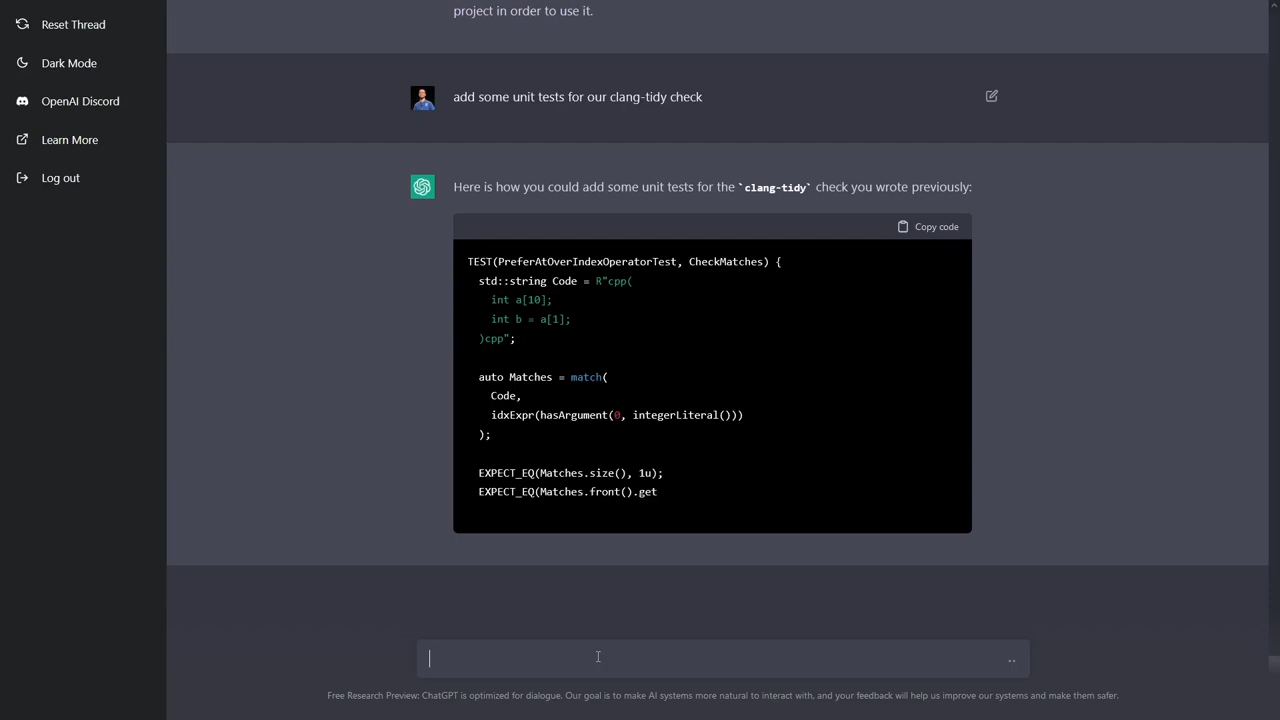 Reset Thread
Dark Mode
OpenAI Discord
Learn More
Log out
project in order to use it.
add some unit tests for our clang-tidy check
Here is how you could add some unit tests for the `clang-tidy` check you wrote previously:
Copy code
TEST(PreferAtOverIndexOperatorTest, CheckMatches) {
  std::string Code = R"cpp(
    int a[10];
    int b = a[1];
  )cpp";
  auto Matches = match(
    Code,
    idxExpr(hasArgument(0, integerLiteral()))
  );
  EXPECT_EQ(Matches.size(), 1u);
  EXPECT_EQ(Matches.front().get
..
Free Research Preview: ChatGPT is optimized for dialogue. Our goal is to make AI systems more natural to interact with, and your feedback will help us improve our systems and make them safer.